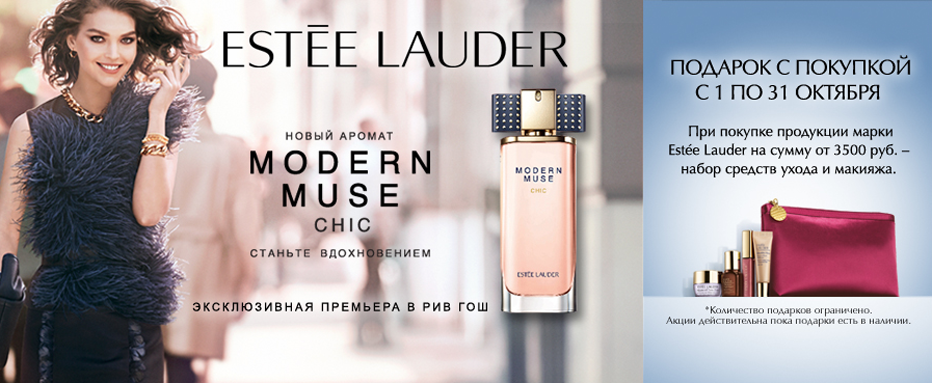 ESTĒE LAUDER
НОВЫЙ АРОМАТ
MODERN
MUSE
CHIC
СТАНЬТЕ ВДОХНОВЕНИЕМ
ЭКСКЛЮЗИВНАЯ ПРЕМЬЕРА В РИВ ГОШ
MODERN
MUSE
CHIC
ESTĒE LAUDER
ПОДАРОК С ПОКУПКОЙ
С 1 ПО 31 ОКТЯБРЯ
При покупке продукции марки
Estée Lauder на сумму от 3500 руб. –
набор средств ухода и макияжа.
*Количество подарков ограничено.
Акции действительна пока подарки есть в наличии.